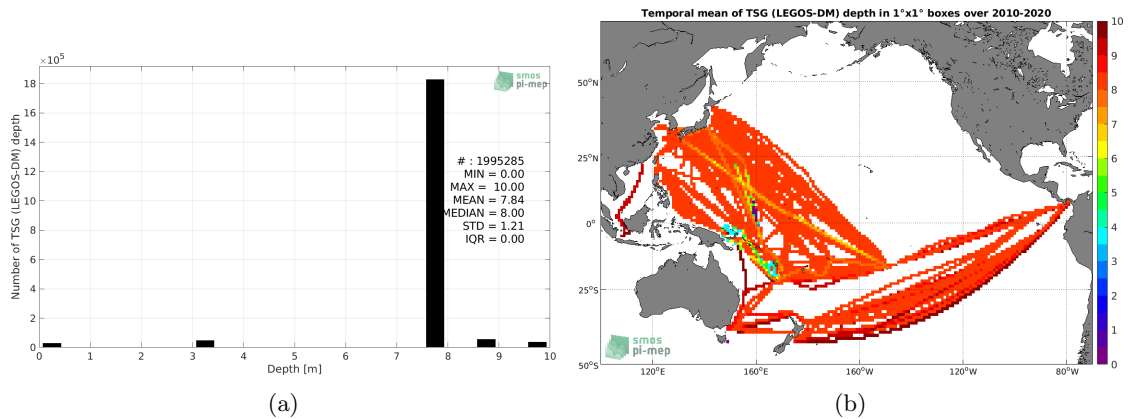 ×10⁵
18
16
14
12
10
8
6
4
2
0
Number of TSG (LEGOS-DM) depth
smos
pi-mep
# : 1995285
MIN = 0.00
MAX = 10.00
MEAN = 7.84
MEDIAN = 8.00
STD = 1.21
IQR = 0.00
0 1 2 3 4 5 6 7 8 9 10
Depth [m]
(a)
Temporal mean of TSG (LEGOS-DM) depth in 1°x1° boxes over 2010-2020
50°N
25°N
0°
25°S
50°S
120°E 160°E 160°W 120°W 80°W
smos
pi-mep
10
9
8
7
6
5
4
3
2
1
0
(b)